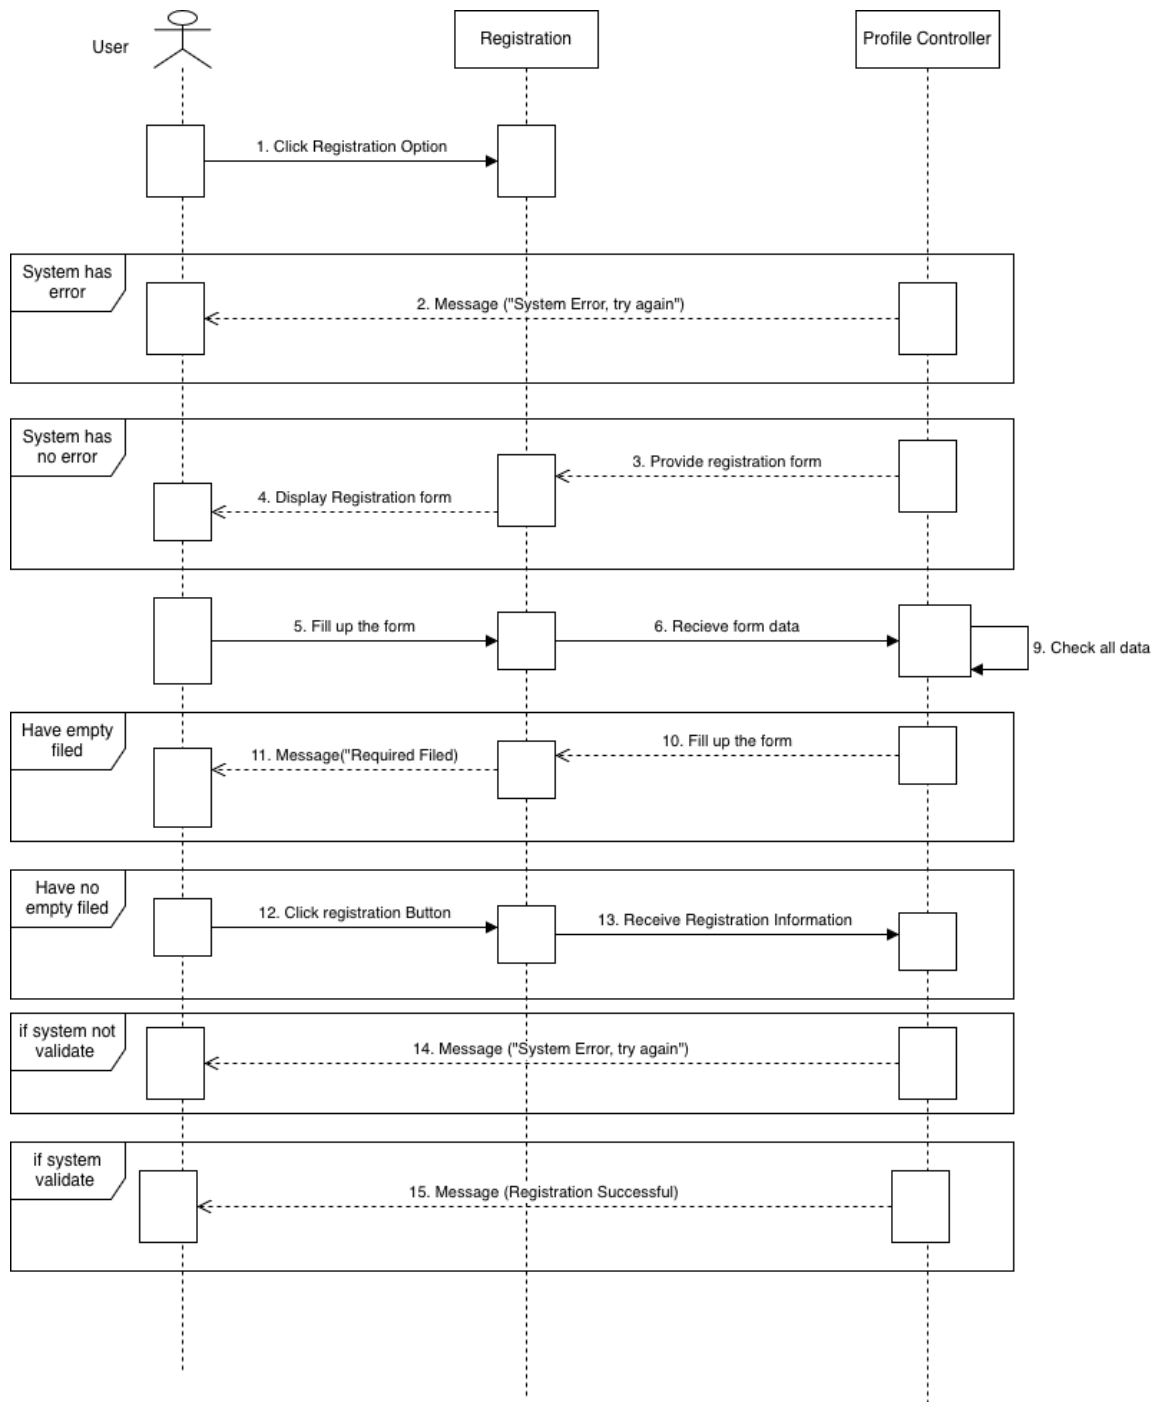 User
Registration
Profile Controller
1. Click Registration Option
System has
error
2. Message ("System Error, try again")
System has
no error
3. Provide registration form
4. Display Registration form
5. Fill up the form
6. Recieve form data
9. Check all data
Have empty
filed
10. Fill up the form
11. Message("Required Filed)
Have no
empty filed
12. Click registration Button
13. Receive Registration Information
if system not
validate
14. Message ("System Error, try again")
if system
validate
15. Message (Registration Successful)